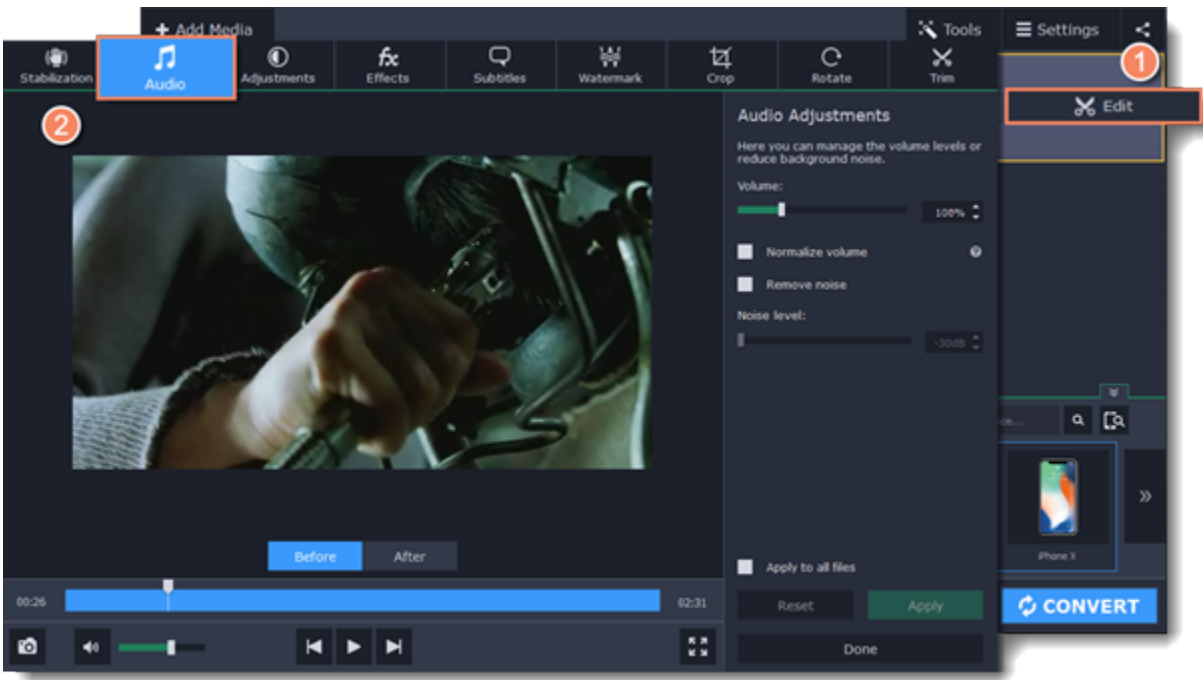 + Add Media
Tools
Settings
1
Edit
Stabilization
Audio
Adjustments
fx
Effects
Subtitles
Watermark
Crop
Rotate
Trim
2
Audio Adjustments
Here you can manage the volume levels or
reduce background noise.
Volume:
100%
Normalize volume
Remove noise
Noise level:
-30dB
Before
After
Apply to all files
00:26
02:31
Reset
Apply
Done
iPhone X
CONVERT